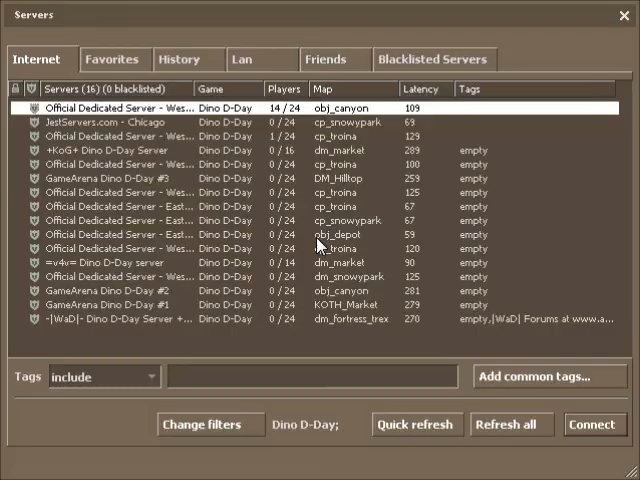 Servers
Internet Favorites History Lan Friends Blacklisted Servers
Servers (16) (0 blacklisted) Game Players Map Latency Tags
Official Dedicated Server - Wes... Dino D-Day 14 / 24 obj_canyon 109
JestServers.com - Chicago Dino D-Day 0 / 24 cp_snowypark 69
Official Dedicated Server - Wes... Dino D-Day 1 / 24 cp_troina 129
+KoG+ Dino D-Day Server Dino D-Day 0 / 16 dm_market 289 empty
Official Dedicated Server - Wes... Dino D-Day 0 / 24 cp_troina 100 empty
GameArena Dino D-Day #3 Dino D-Day 0 / 24 DM_Hilltop 259 empty
Official Dedicated Server - Wes... Dino D-Day 0 / 24 cp_troina 125 empty
Official Dedicated Server - East... Dino D-Day 0 / 24 cp_troina 67 empty
Official Dedicated Server - East... Dino D-Day 0 / 24 cp_snowypark 67 empty
Official Dedicated Server - East... Dino D-Day 0 / 24 obj_depot 59 empty
Official Dedicated Server - Wes... Dino D-Day 0 / 24 cp_troina 120 empty
=v4v= Dino D-Day server Dino D-Day 0 / 14 dm_market 90 empty
Official Dedicated Server - Wes... Dino D-Day 0 / 24 dm_snowypark 125 empty
GameArena Dino D-Day #2 Dino D-Day 0 / 24 obj_canyon 281 empty
GameArena Dino D-Day #1 Dino D-Day 0 / 24 KOTH_Market 279 empty
-|WaD|- Dino D-Day Server +... Dino D-Day 0 / 24 dm_fortress_trex 270 empty,|WaD| Forums at www.a...
Tags include Add common tags...
Change filters Dino D-Day; Quick refresh Refresh all Connect